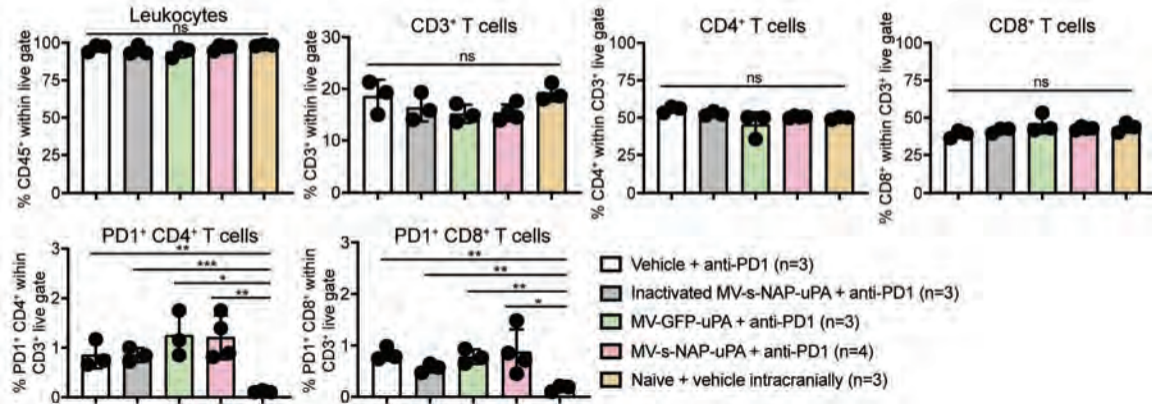 Leukocytes
ns
% CD45⁺ within live gate
100
75
50
25
0
CD3⁺ T cells
ns
% CD3⁺ within live gate
30
20
10
0
CD4⁺ T cells
ns
% CD4⁺ within CD3⁺ live gate
100
75
50
25
0
CD8⁺ T cells
ns
% CD8⁺ within CD3⁺ live gate
100
75
50
25
0
PD1⁺ CD4⁺ T cells
**
***
*
**
% PD1⁺ CD4⁺ within
CD3⁺ live gate
3
2
1
0
PD1⁺ CD8⁺ T cells
**
**
**
*
% PD1⁺ CD8⁺ within
CD3⁺ live gate
3
2
1
0
Vehicle + anti-PD1 (n=3)
Inactivated MV-s-NAP-uPA + anti-PD1 (n=3)
MV-GFP-uPA + anti-PD1 (n=3)
MV-s-NAP-uPA + anti-PD1 (n=4)
Naive + vehicle intracranially (n=3)